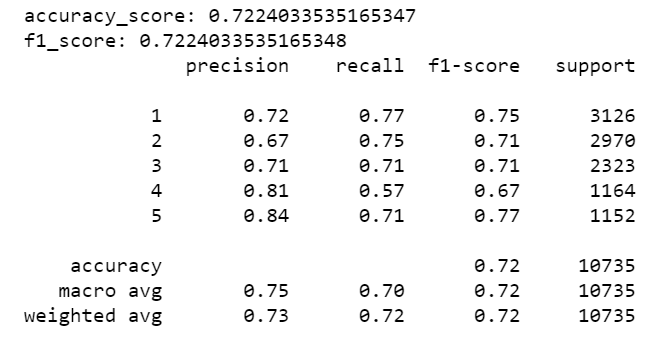 accuracy_score: 0.7224033535165347
f1_score: 0.7224033535165348
precision recall f1-score support
1 0.72 0.77 0.75 3126
2 0.67 0.75 0.71 2970
3 0.71 0.71 0.71 2323
4 0.81 0.57 0.67 1164
5 0.84 0.71 0.77 1152
accuracy 0.72 10735
macro avg 0.75 0.70 0.72 10735
weighted avg 0.73 0.72 0.72 10735